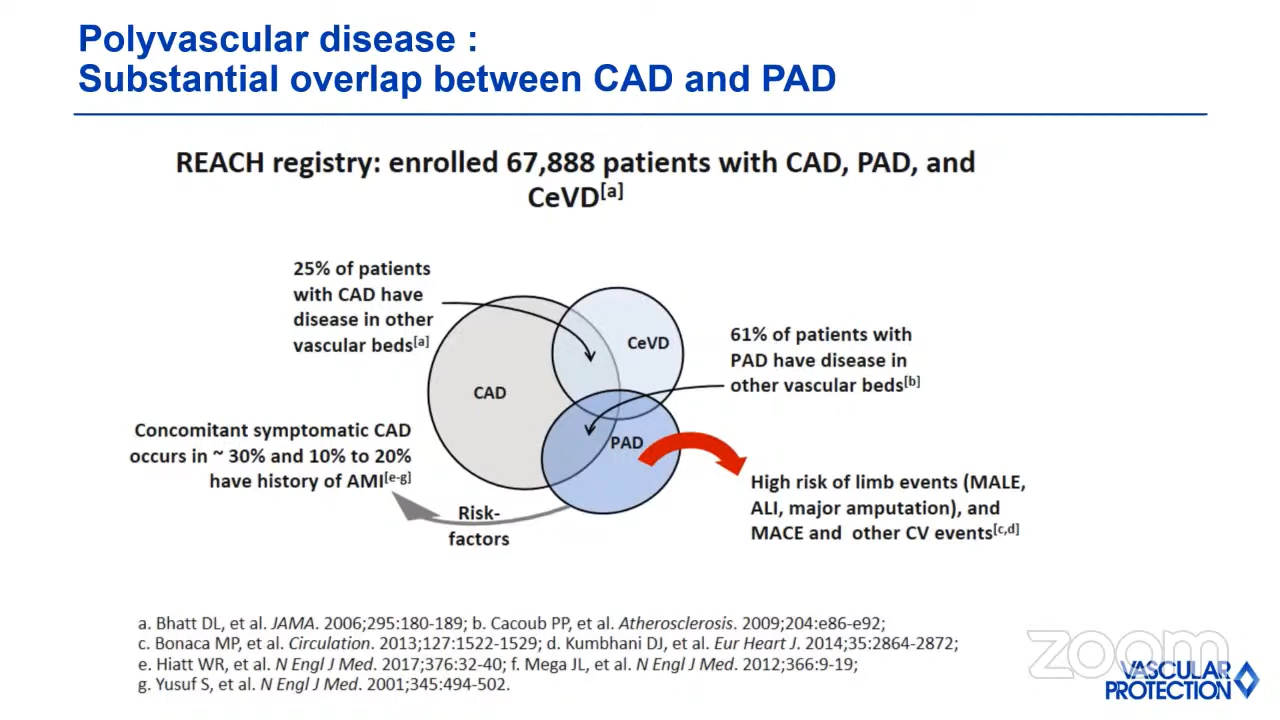 Polyvascular disease :
Substantial overlap between CAD and PAD
REACH registry: enrolled 67,888 patients with CAD, PAD, and
CeVD[a]
25% of patients
with CAD have
disease in other
vascular beds[a]
CeVD
61% of patients with
PAD have disease in
other vascular beds[b]
CAD
Concomitant symptomatic CAD
occurs in ~ 30% and 10% to 20%
have history of AMI[e-g]
PAD
High risk of limb events (MALE,
ALI, major amputation), and
MACE and other CV events[c,d]
Risk-
factors
a. Bhatt DL, et al. JAMA. 2006;295:180-189; b. Cacoub PP, et al. Atherosclerosis. 2009;204:e86-e92;
c. Bonaca MP, et al. Circulation. 2013;127:1522-1529; d. Kumbhani DJ, et al. Eur Heart J. 2014;35:2864-2872;
e. Hiatt WR, et al. N Engl J Med. 2017;376:32-40; f. Mega JL, et al. N Engl J Med. 2012;366:9-19;
g. Yusuf S, et al. N Engl J Med. 2001;345:494-502.
zoom
VASCULAR
PROTECTION